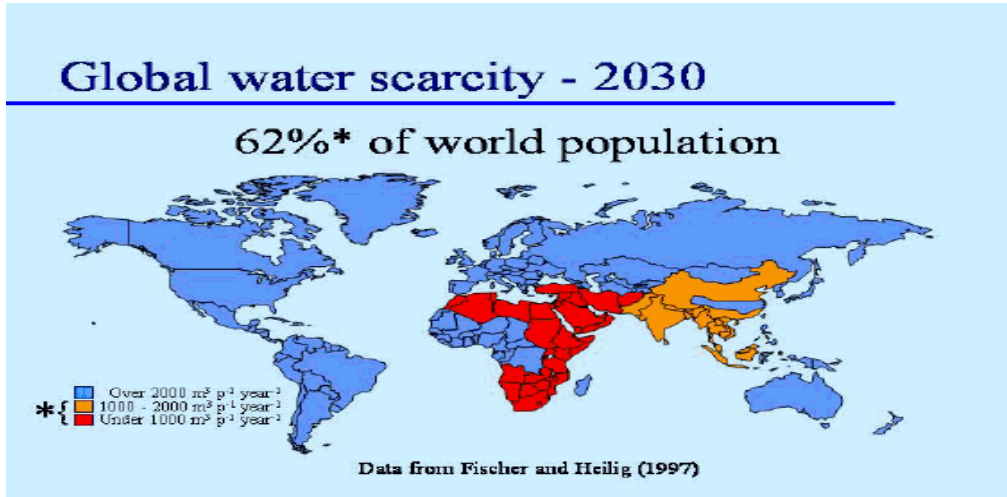 Global water scarcity - 2030
62%* of world population
Over 2000 m³ p⁻¹ year⁻¹
*{ 1000 - 2000 m³ p⁻¹ year⁻¹
Under 1000 m³ p⁻¹ year⁻¹
Data from Fischer and Heilig (1997)